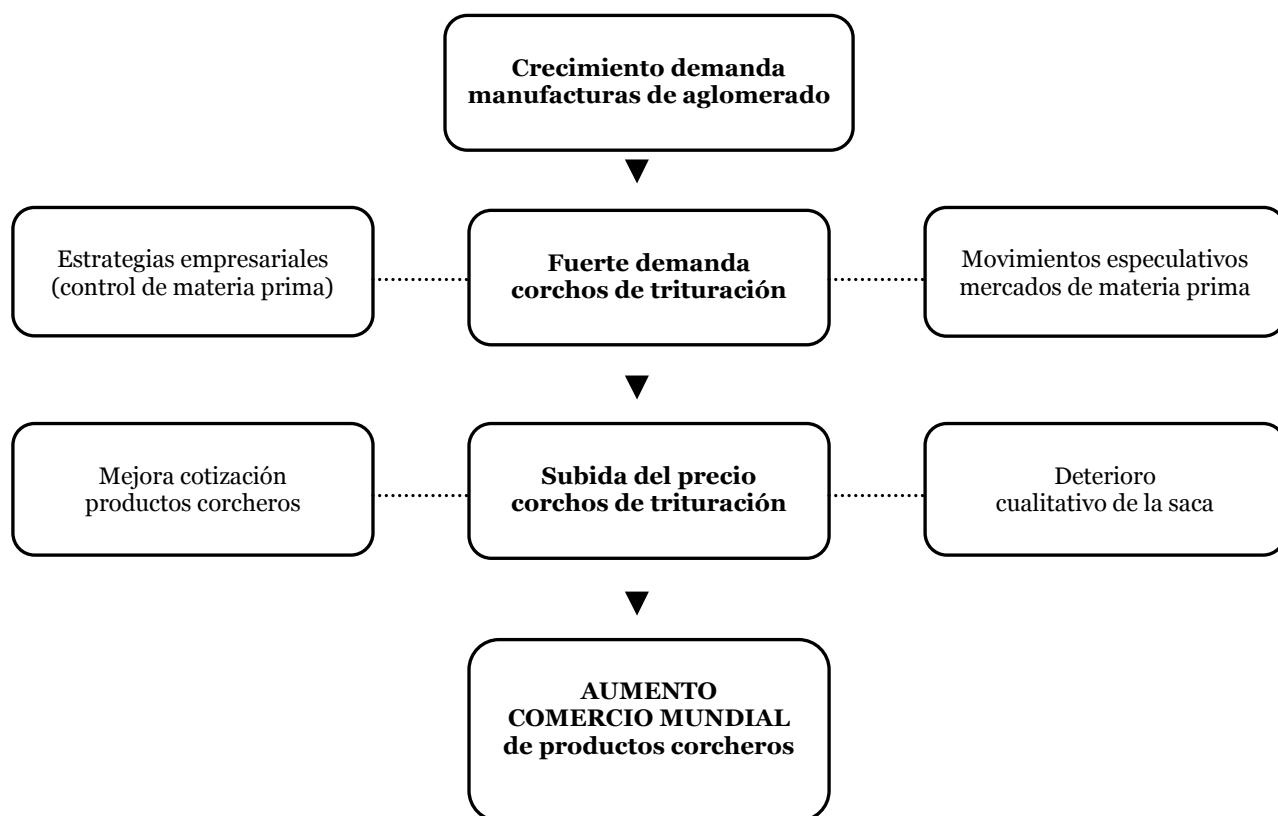 Crecimiento demanda
manufacturas de aglomerado
Estrategias empresariales
(control de materia prima)
Fuerte demanda
corchos de trituración
Movimientos especulativos
mercados de materia prima
Mejora cotización
productos corcheros
Subida del precio
corchos de trituración
Deterioro
cualitativo de la saca
AUMENTO
COMERCIO MUNDIAL
de productos corcheros